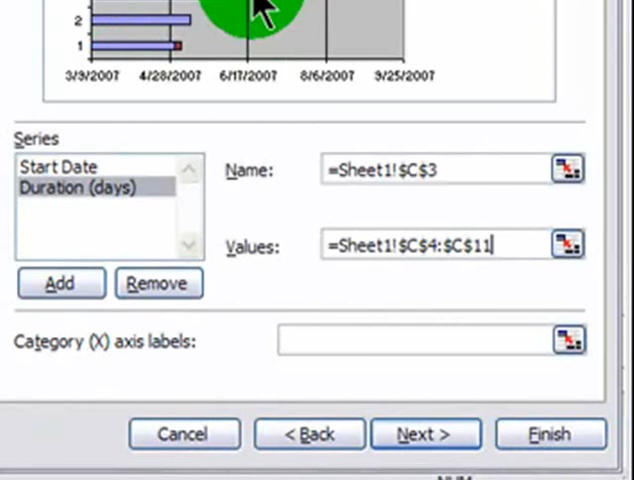 2
1
3/9/2007 4/28/2007 6/17/2007 8/6/2007 9/25/2007
Series
Start Date
Duration (days)
Name: =Sheet1!$C$3
Values: =Sheet1!$C$4:$C$11
Add Remove
Category (X) axis labels:
Cancel < Back Next > Finish
NUM